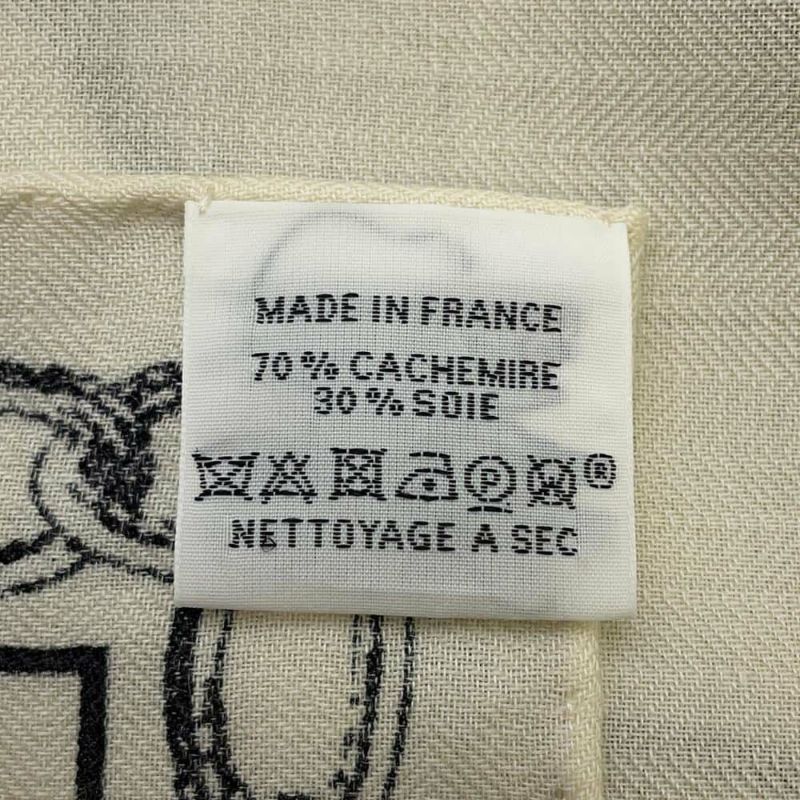 MADE IN FRANCE
70 % CACHEMIRE
30 % SOIE
P ®
NETTOYAGE A SEC